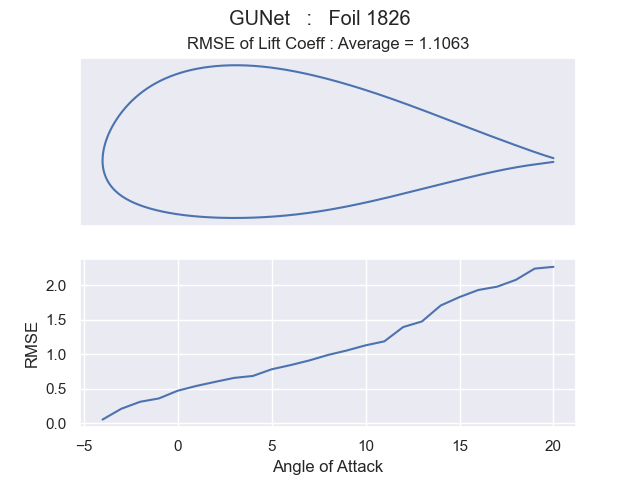 GUNet : Foil 1826
RMSE of Lift Coeff : Average = 1.1063
2.0
1.5
1.0
0.5
0.0
RMSE
−5 0 5 10 15 20
Angle of Attack